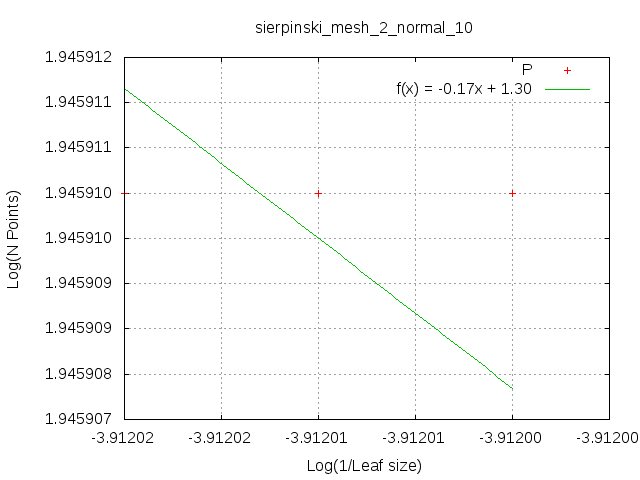 sierpinski_mesh_2_normal_10
P
f(x) = -0.17x + 1.30
1.945912
1.945911
1.945911
1.945910
1.945910
1.945909
1.945909
1.945908
1.945907
Log(N Points)
-3.91202 -3.91202 -3.91201 -3.91201 -3.91200 -3.91200
Log(1/Leaf size)